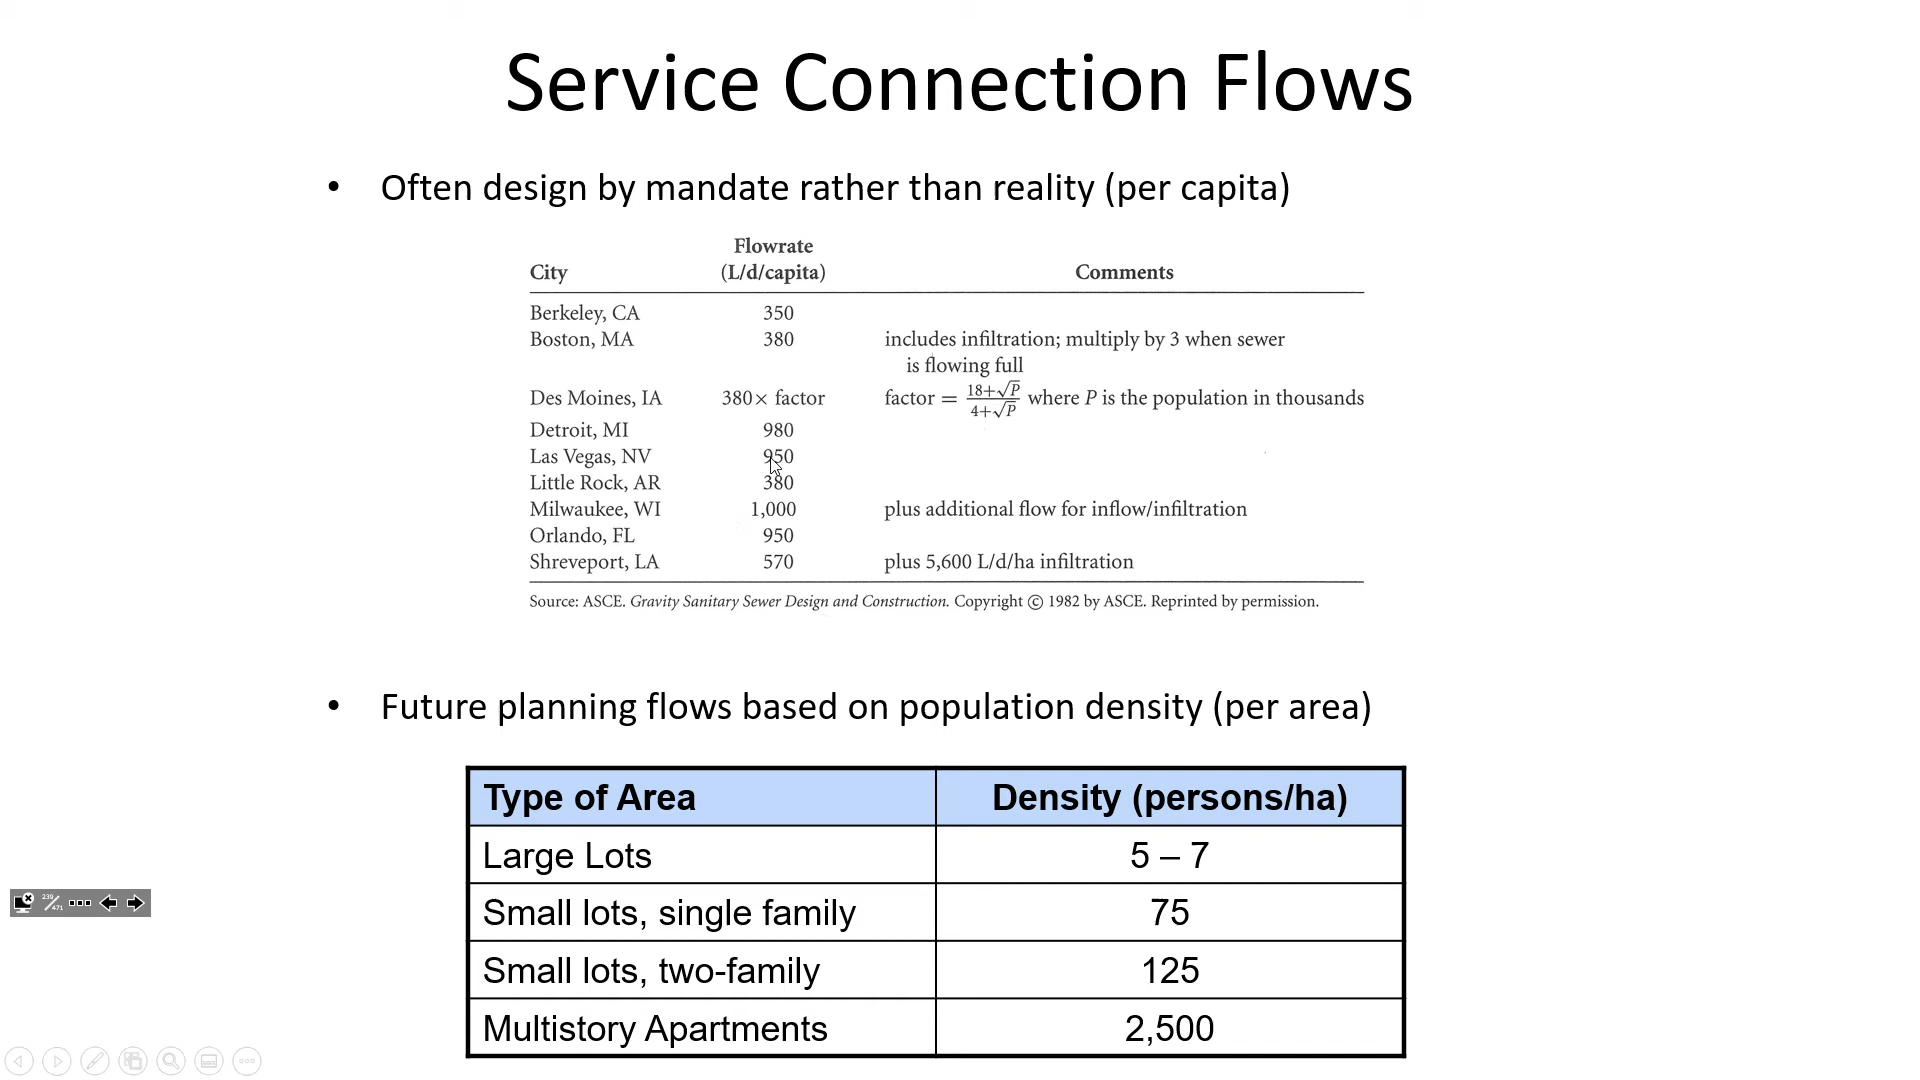 Service Connection Flows
• Often design by mandate rather than reality (per capita)
Flowrate
City (L/d/capita) Comments
Berkeley, CA 350
Boston, MA 380 includes infiltration; multiply by 3 when sewer
is flowing full
Des Moines, IA 380× factor factor = 18+√P / 4+√P where P is the population in thousands
Detroit, MI 980
Las Vegas, NV 950
Little Rock, AR 380
Milwaukee, WI 1,000 plus additional flow for inflow/infiltration
Orlando, FL 950
Shreveport, LA 570 plus 5,600 L/d/ha infiltration
Source: ASCE. Gravity Sanitary Sewer Design and Construction. Copyright © 1982 by ASCE. Reprinted by permission.
• Future planning flows based on population density (per area)
Type of Area Density (persons/ha)
Large Lots 5 – 7
Small lots, single family 75
Small lots, two-family 125
Multistory Apartments 2,500
239/471